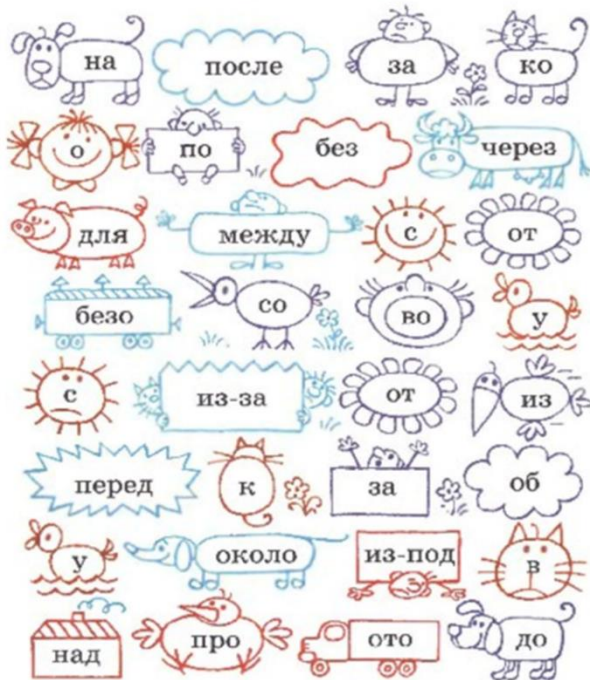 на после за ко
о по без через
для между с от
безо со во у
с из-за от из
перед к за об
у около из-под в
над про ото до